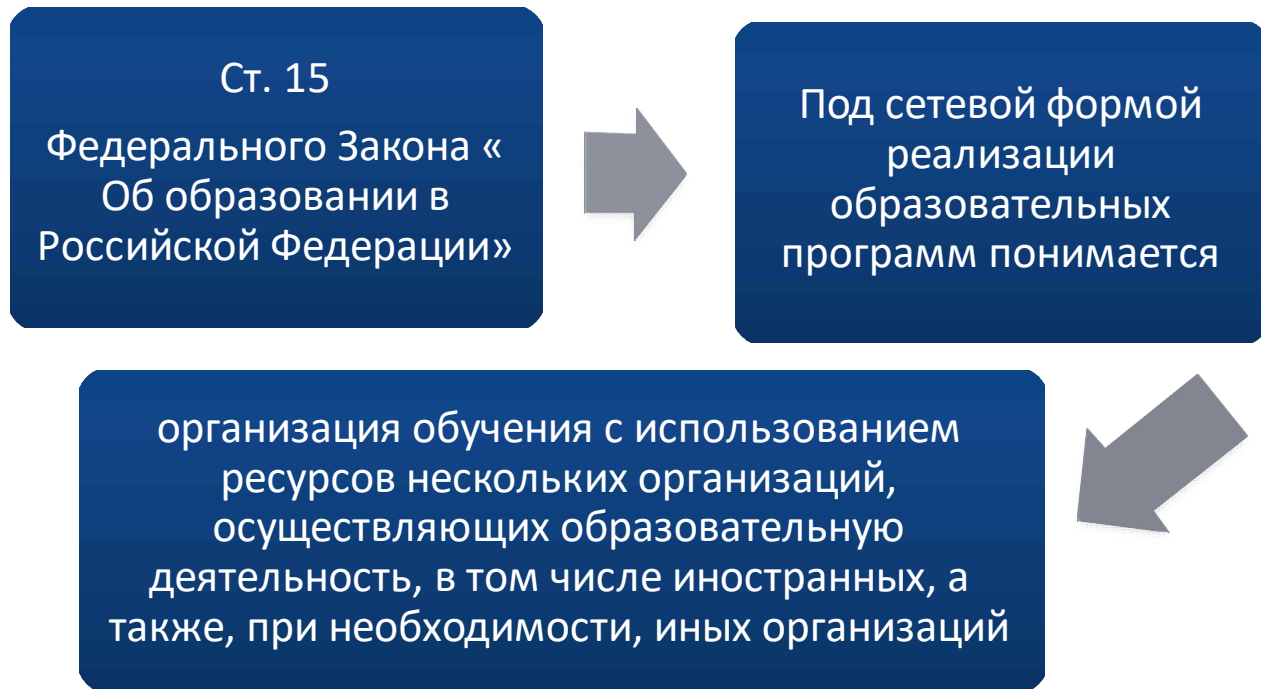 Ст. 15
Федерального Закона «
Об образовании в
Российской Федерации»
Под сетевой формой
реализации
образовательных
программ понимается
организация обучения с использованием
ресурсов нескольких организаций,
осуществляющих образовательную
деятельность, в том числе иностранных, а
также, при необходимости, иных организаций